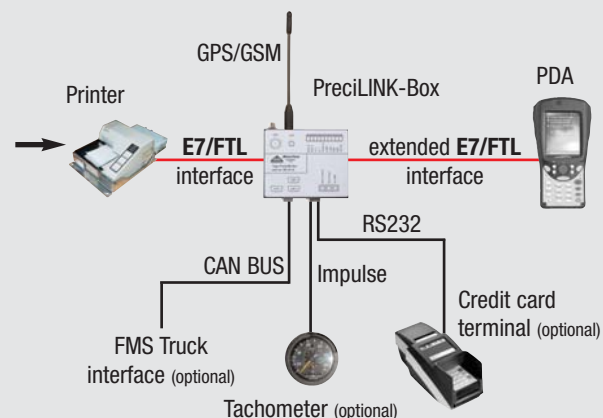 GPS/GSM
PreciLINK-Box
PDA
Printer
E7/FTL
interface
extended E7/FTL
interface
RS232
CAN BUS
Impulse
Credit card
terminal (optional)
FMS Truck
interface (optional)
Tachometer (optional)